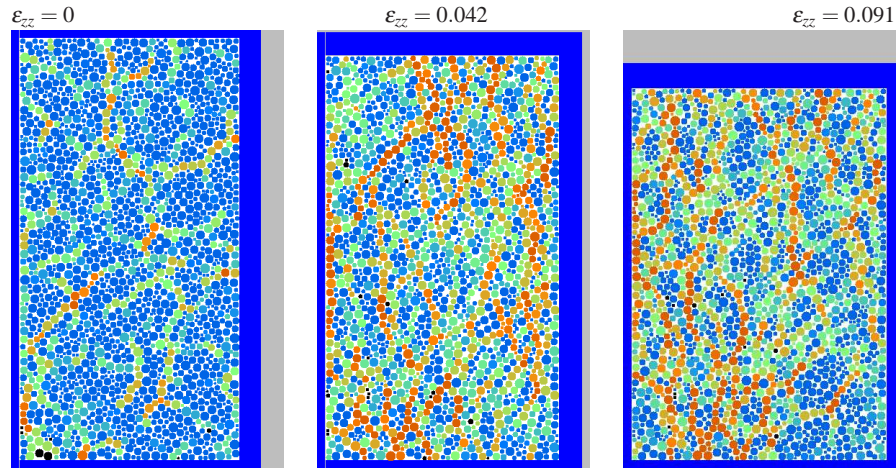 ε_zz = 0
ε_zz = 0.042
ε_zz = 0.091